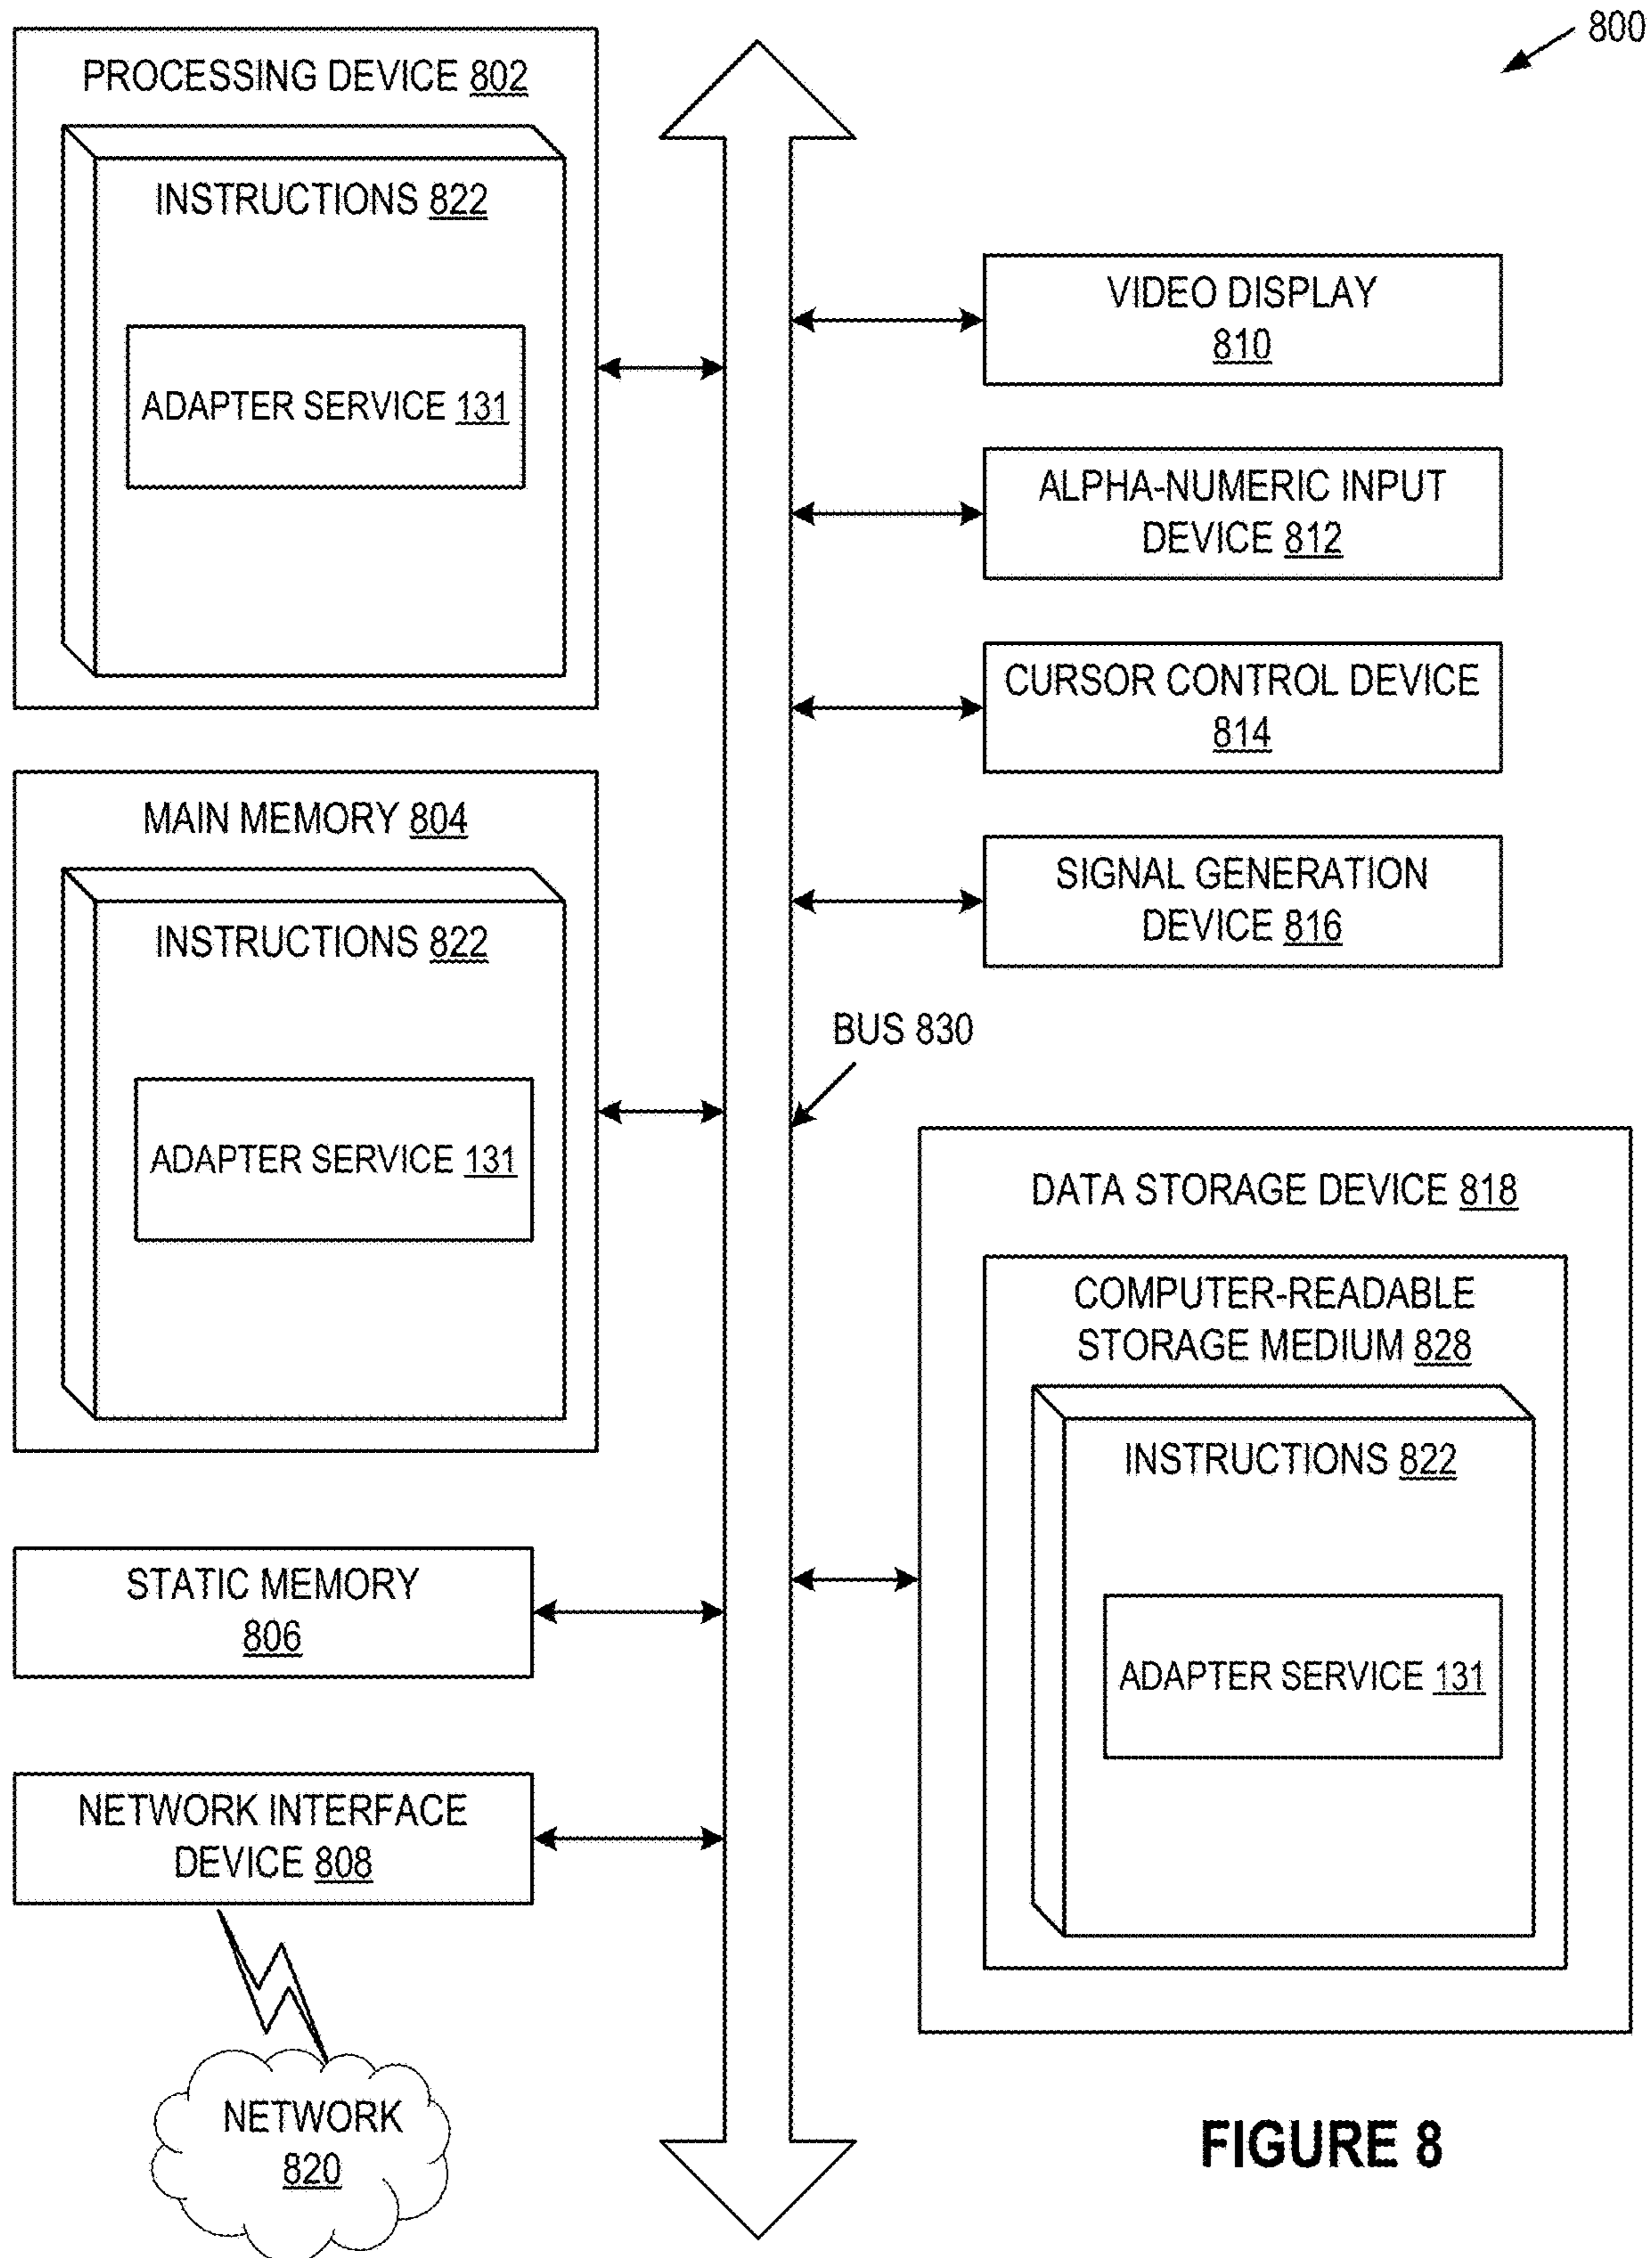 800
PROCESSING DEVICE 802
INSTRUCTIONS 822
ADAPTER SERVICE 131
MAIN MEMORY 804
INSTRUCTIONS 822
ADAPTER SERVICE 131
STATIC MEMORY
806
NETWORK INTERFACE
DEVICE 808
NETWORK
820
VIDEO DISPLAY
810
ALPHA-NUMERIC INPUT
DEVICE 812
CURSOR CONTROL DEVICE
814
SIGNAL GENERATION
DEVICE 816
BUS 830
DATA STORAGE DEVICE 818
COMPUTER-READABLE
STORAGE MEDIUM 828
INSTRUCTIONS 822
ADAPTER SERVICE 131
FIGURE 8